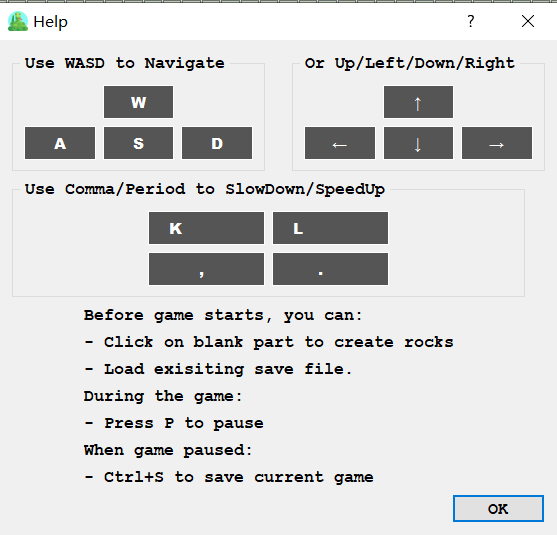 Help
?
Use WASD to Navigate
Or Up/Left/Down/Right
W
↑
A S D
← ↓ →
Use Comma/Period to SlowDown/SpeedUp
K L
, .
Before game starts, you can:
- Click on blank part to create rocks
- Load exisiting save file.
During the game:
- Press P to pause
When game paused:
- Ctrl+S to save current game
OK